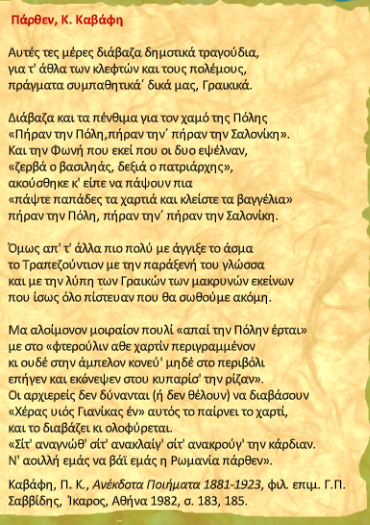 Πάρθεν, Κ. Καβάφη
Αυτές τες μέρες διάβαζα δημοτικά τραγούδια,
για τ' άθλα των κλεφτών και τους πολέμους,
πράγματα συμπαθητικά΄ δικά μας, Γραικικά.
Διάβαζα και τα πένθιμα για τον χαμό της Πόλης
«Πήραν την Πόλη,πήραν την΄ πήραν την Σαλονίκη».
Και την Φωνή που εκεί που οι δυο εψέλναν,
«ζερβά ο βασιληάς, δεξιά ο πατριάρχης»,
ακούσθηκε κ' είπε να πάψουν πια
«πάψτε παπάδες τα χαρτιά και κλείστε τα βαγγέλια»
πήραν την Πόλη, πήραν την΄ πήραν την Σαλονίκη.
Όμως απ' τ' άλλα πιο πολύ με άγγιξε το άσμα
το Τραπεζούντιον με την παράξενή του γλώσσα
και με την λύπη των Γραικών των μακρυνών εκείνων
που ίσως όλο πίστευαν που θα σωθούμε ακόμη.
Μα αλοίμονον μοιραίον πουλί «απαί την Πόλην έρται»
με στο «φτερούλιν αθε χαρτίν περιγραμμένον
κι ουδέ στην άμπελον κονεύ' μηδέ στο περιβόλι
επήγεν και εκόνεψεν στου κυπαρίσ' την ρίζαν».
Οι αρχιερείς δεν δύνανται (ή δεν θέλουν) να διαβάσουν
«Χέρας υιός Γιανίκας έν» αυτός το παίρνει το χαρτί,
και το διαβάζει κι ολοφύρεται.
«Σίτ' αναγνώθ' σίτ' ανακλαίγ' σίτ' ανακρούγ' την κάρδιαν.
Ν' αοιλλή εμάς να βάϊ εμάς η Ρωμανία πάρθεν».
Καβάφη, Π. Κ., Ανέκδοτα Ποιήματα 1881-1923, φιλ. επιμ. Γ.Π.
Σαββίδης, Ίκαρος, Αθήνα 1982, σ. 183, 185.